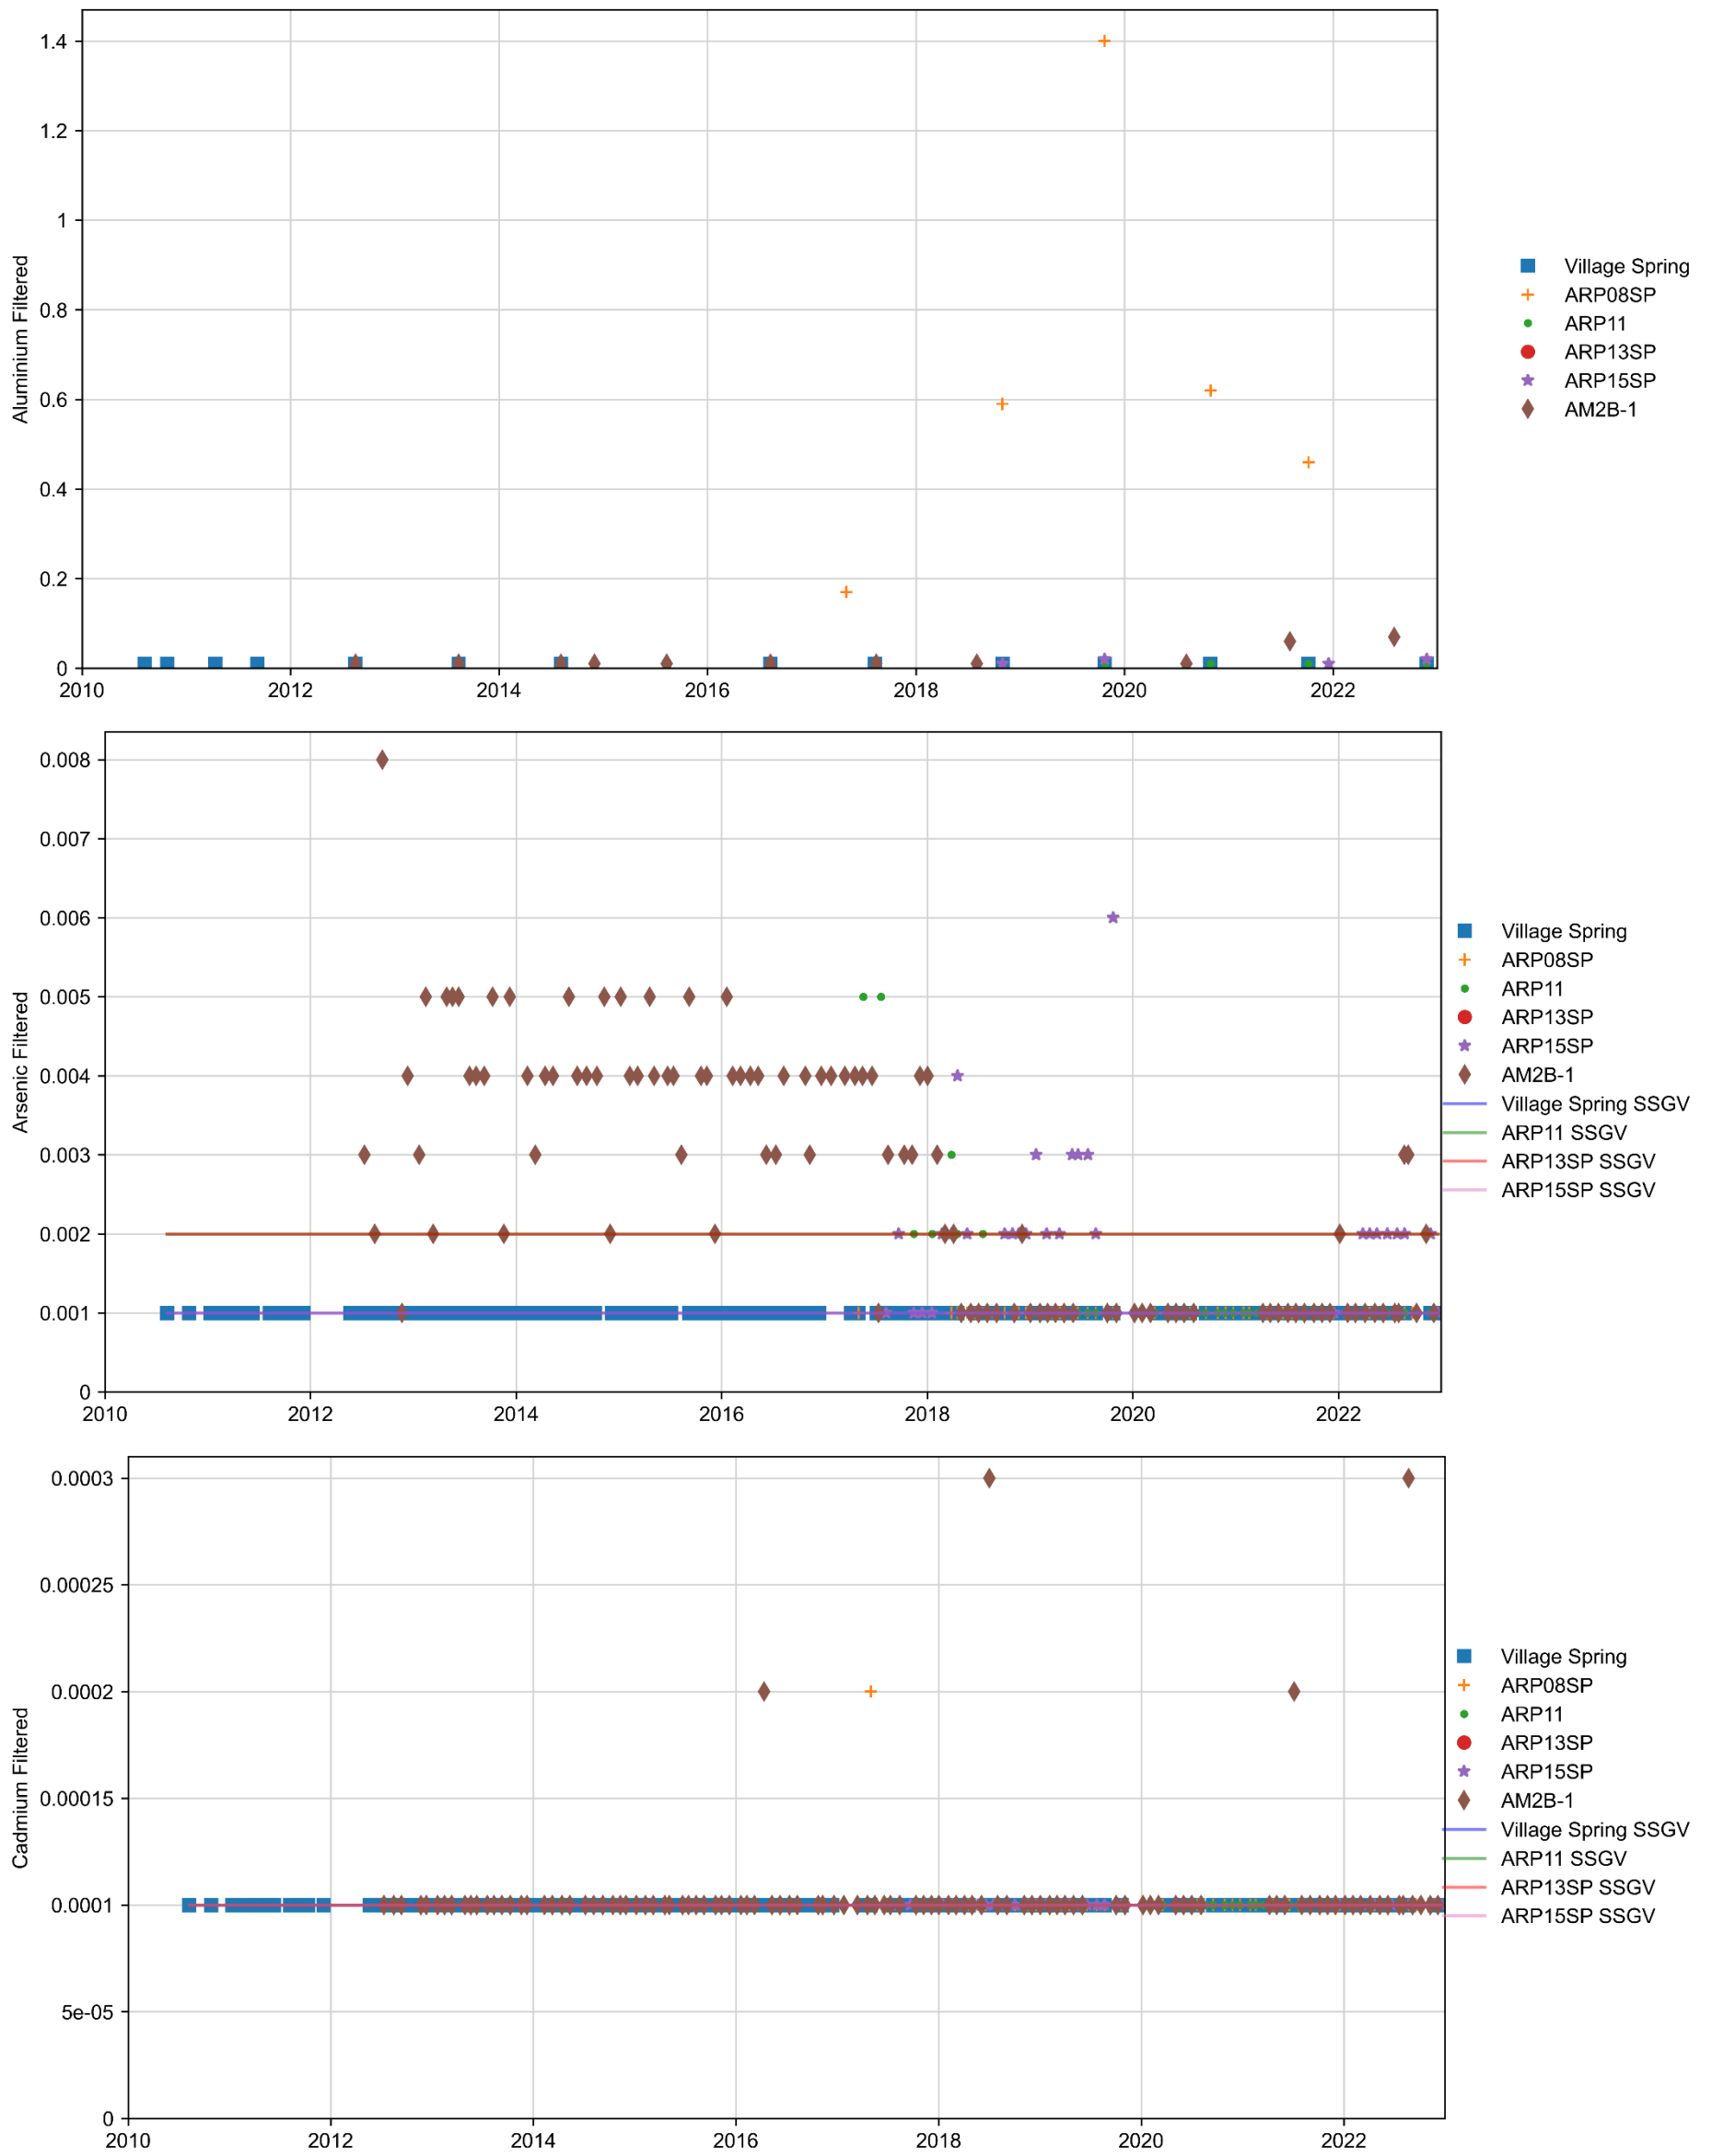 Aluminium Filtered
1.4
1.2
1
0.8
0.6
0.4
0.2
0
2010 2012 2014 2016 2018 2020 2022
Village Spring
ARP08SP
ARP11
ARP13SP
ARP15SP
AM2B-1
Arsenic Filtered
0.008
0.007
0.006
0.005
0.004
0.003
0.002
0.001
0
2010 2012 2014 2016 2018 2020 2022
Village Spring
ARP08SP
ARP11
ARP13SP
ARP15SP
AM2B-1
Village Spring SSGV
ARP11 SSGV
ARP13SP SSGV
ARP15SP SSGV
Cadmium Filtered
0.0003
0.00025
0.0002
0.00015
0.0001
5e-05
0
2010 2012 2014 2016 2018 2020 2022
Village Spring
ARP08SP
ARP11
ARP13SP
ARP15SP
AM2B-1
Village Spring SSGV
ARP11 SSGV
ARP13SP SSGV
ARP15SP SSGV